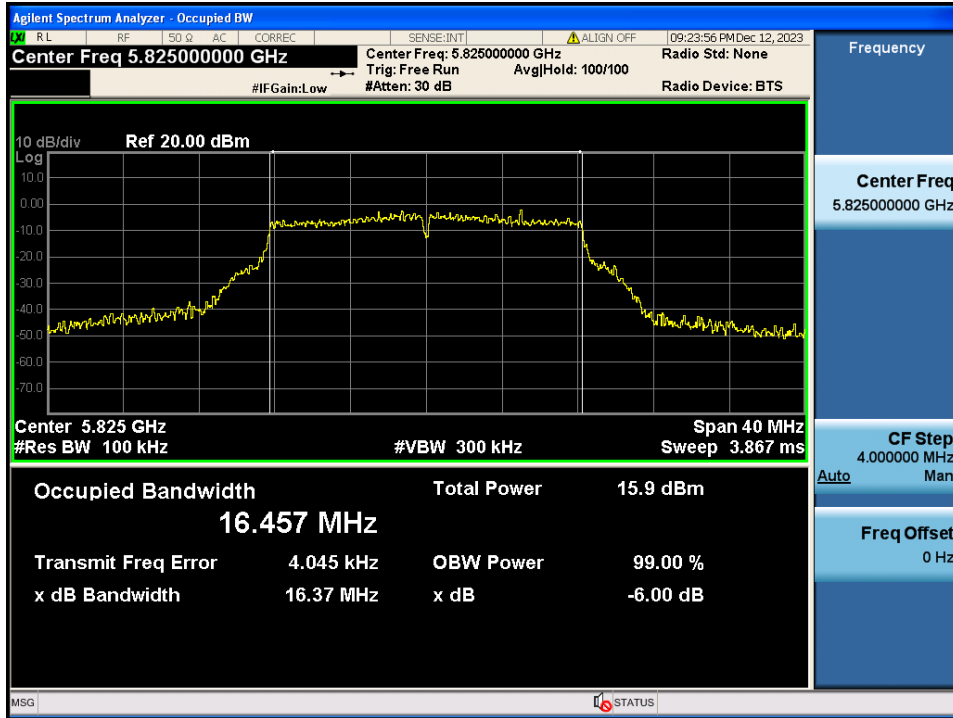 Agilent Spectrum Analyzer - Occupied BW
LXI RL RF 50 Ω AC CORREC SENSE:INT ALIGN OFF 09:23:56 PM Dec 12, 2023
Center Freq 5.825000000 GHz
Center Freq: 5.825000000 GHz Radio Std: None
Trig: Free Run Avg|Hold: 100/100
#IFGain:Low #Atten: 30 dB Radio Device: BTS
10 dB/div Ref 20.00 dBm
Log
10.0
0.00
-10.0
-20.0
-30.0
-40.0
-50.0
-60.0
-70.0
Center 5.825 GHz Span 40 MHz
#Res BW 100 kHz #VBW 300 kHz Sweep 3.867 ms
Occupied Bandwidth Total Power 15.9 dBm
16.457 MHz
Transmit Freq Error 4.045 kHz OBW Power 99.00 %
x dB Bandwidth 16.37 MHz x dB -6.00 dB
MSG STATUS
Frequency
Center Freq
5.825000000 GHz
CF Step
4.000000 MHz
Auto Man
Freq Offset
0 Hz